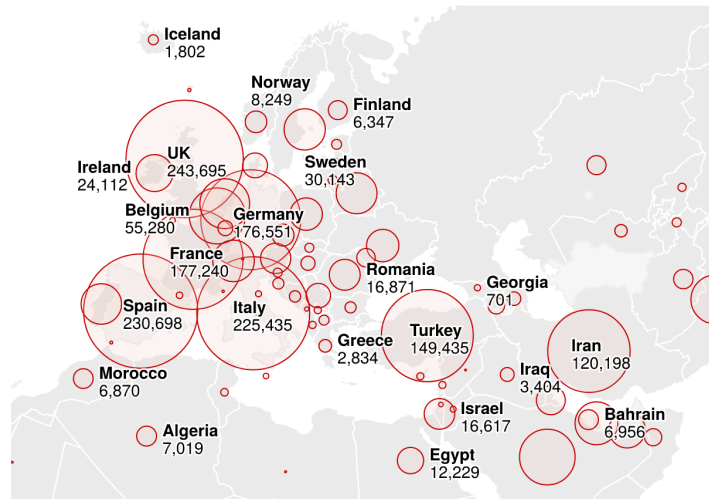 Iceland
1,802
Norway
8,249
Finland
6,347
UK
243,695
Ireland
24,112
Sweden
30,143
Belgium
55,280
Germany
176,551
France
177,240
Romania
16,871
Spain
230,698
Italy
225,435
Georgia
701
Turkey
149,435
Greece
2,834
Iran
120,198
Iraq
3,404
Morocco
6,870
Israel
16,617
Bahrain
6,956
Algeria
7,019
Egypt
12,229